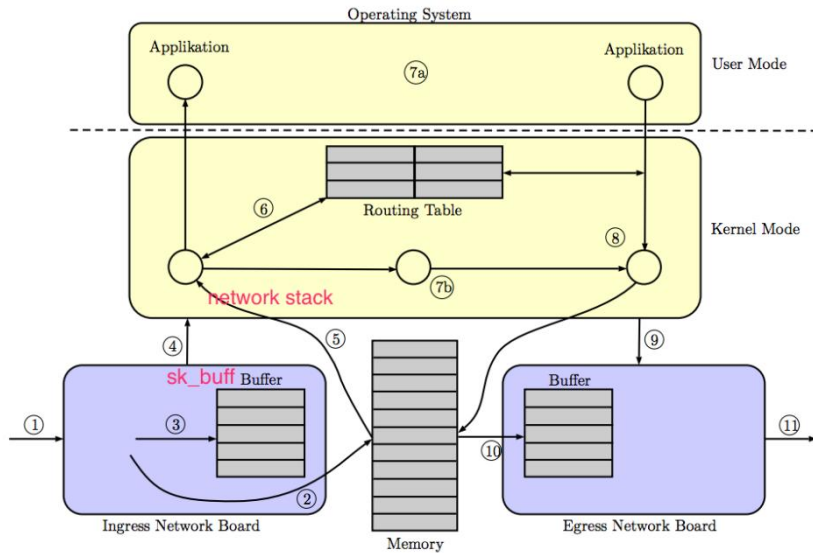 Operating System
Applikation
Applikation
7a
User Mode
Routing Table
6
Kernel Mode
8
7b
network stack
4
5
9
sk_buff
Buffer
Buffer
1
3
10
11
2
Ingress Network Board
Egress Network Board
Memory